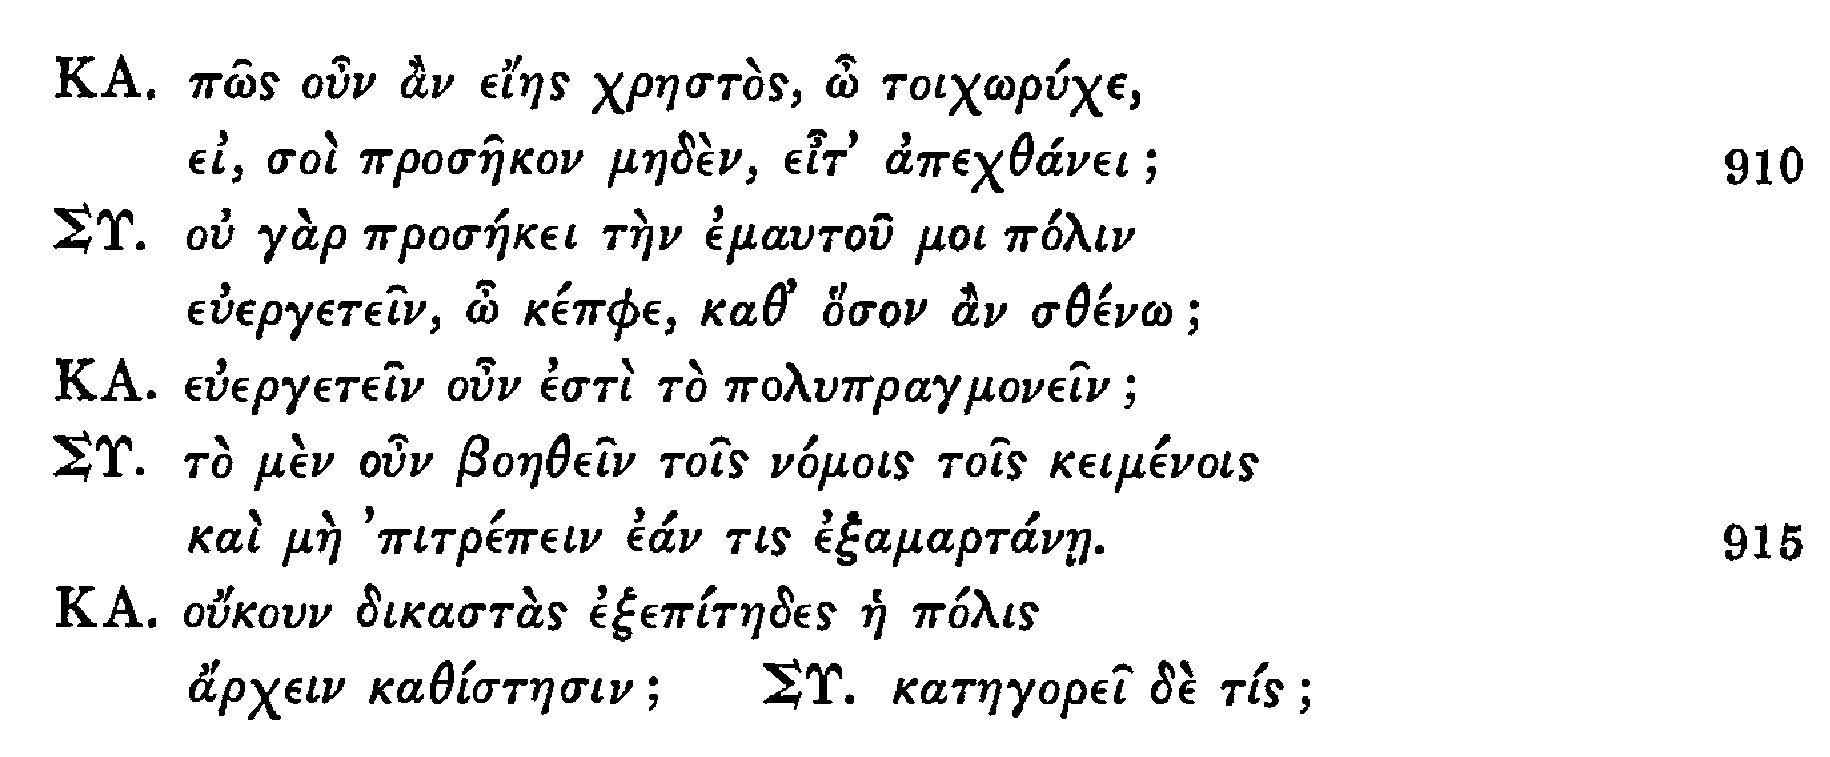 ΚΑ. πῶς οὖν ἂν εἴης χρηστὸς, ὦ τοιχωρύχε,
εἰ, σοὶ προσῆκον μηδὲν, εἶτ' ἀπεχθάνει; 910
ΣΥ. οὐ γὰρ προσήκει τὴν ἐμαυτοῦ μοι πόλιν
εὐεργετεῖν, ὦ κέπφε, καθ' ὅσον ἂν σθένω;
ΚΑ. εὐεργετεῖν οὖν ἐστὶ τὸ πολυπραγμονεῖν;
ΣΥ. τὸ μὲν οὖν βοηθεῖν τοῖς νόμοις τοῖς κειμένοις
καὶ μὴ 'πιτρέπειν ἐάν τις ἐξαμαρτάνῃ. 915
ΚΑ. οὔκουν δικαστὰς ἐξεπίτηδες ἡ πόλις
ἄρχειν καθίστησιν; ΣΥ. κατηγορεῖ δὲ τίς;